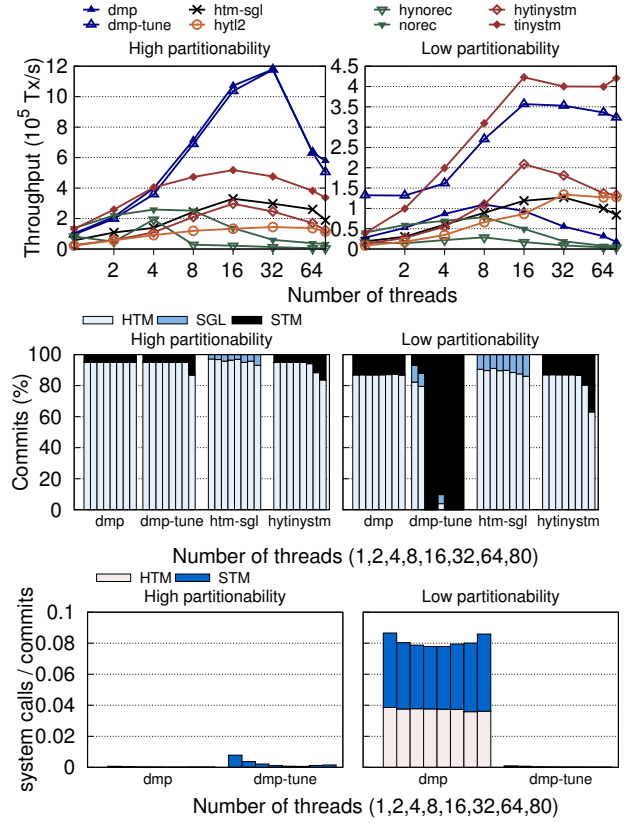 dmp htm-sgl hynorec hytinystm
dmp-tune hytl2 norec tinystm
High partitionability Low partitionability
Throughput (10⁵ Tx/s)
12
10
8
6
4
2
0
4.5
4
3.5
3
2.5
2
1.5
1
0.5
0
2 4 8 16 32 64 2 4 8 16 32 64
Number of threads
HTM SGL STM
High partitionability Low partitionability
Commits (%)
100
80
60
40
20
0
dmp dmp-tune htm-sgl hytinystm dmp dmp-tune htm-sgl hytinystm
Number of threads (1,2,4,8,16,32,64,80)
HTM STM
High partitionability Low partitionability
system calls / commits
0.1
0.08
0.06
0.04
0.02
0
dmp dmp-tune dmp dmp-tune
Number of threads (1,2,4,8,16,32,64,80)